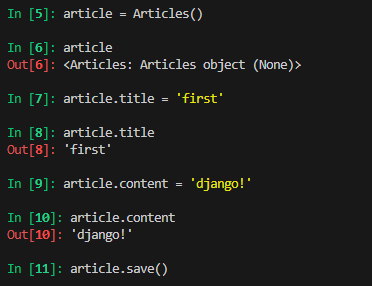 In [5]: article = Articles()
In [6]: article
Out[6]: <Articles: Articles object (None)>
In [7]: article.title = 'first'
In [8]: article.title
Out[8]: 'first'
In [9]: article.content = 'django!'
In [10]: article.content
Out[10]: 'django!'
In [11]: article.save()